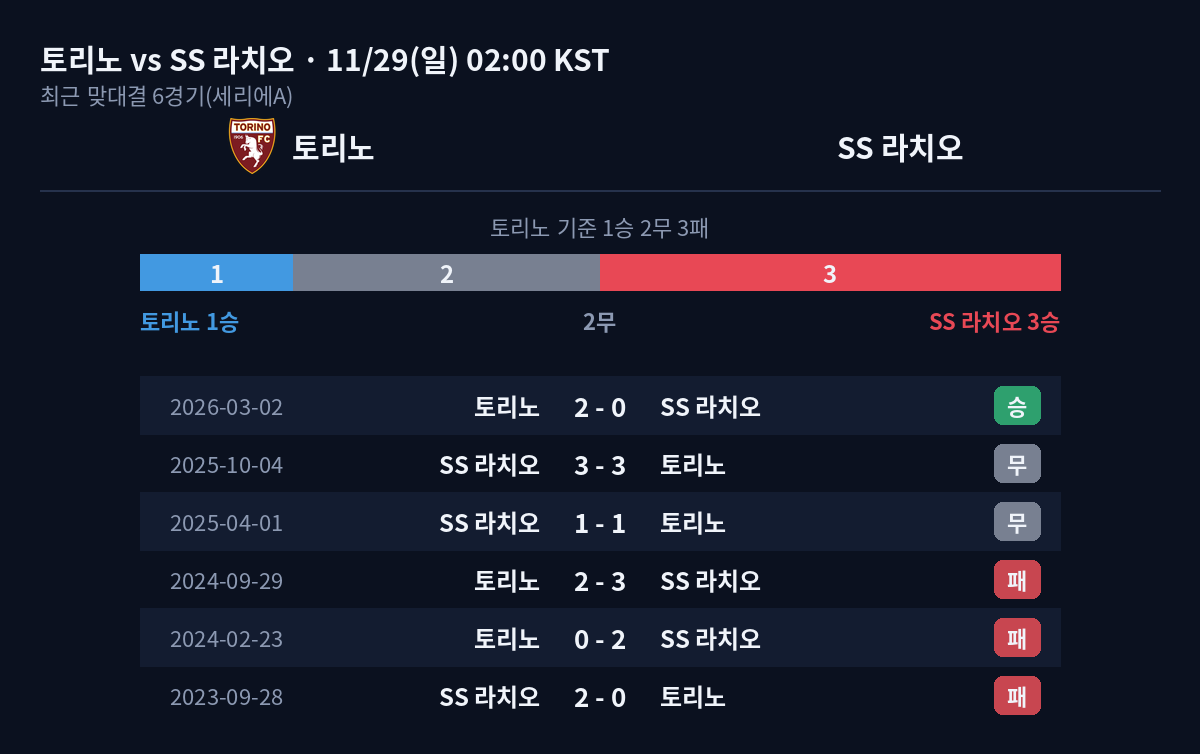 토리노 vs SS 라치오 · 11/29(일) 02:00 KST
최근 맞대결 6경기(세리에A)
TORINO
1906 FC
토리노 SS 라치오
토리노 기준 1승 2무 3패
1 2 3
토리노 1승 2무 SS 라치오 3승
2026-03-02 토리노 2 - 0 SS 라치오 승
2025-10-04 SS 라치오 3 - 3 토리노 무
2025-04-01 SS 라치오 1 - 1 토리노 무
2024-09-29 토리노 2 - 3 SS 라치오 패
2024-02-23 토리노 0 - 2 SS 라치오 패
2023-09-28 SS 라치오 2 - 0 토리노 패